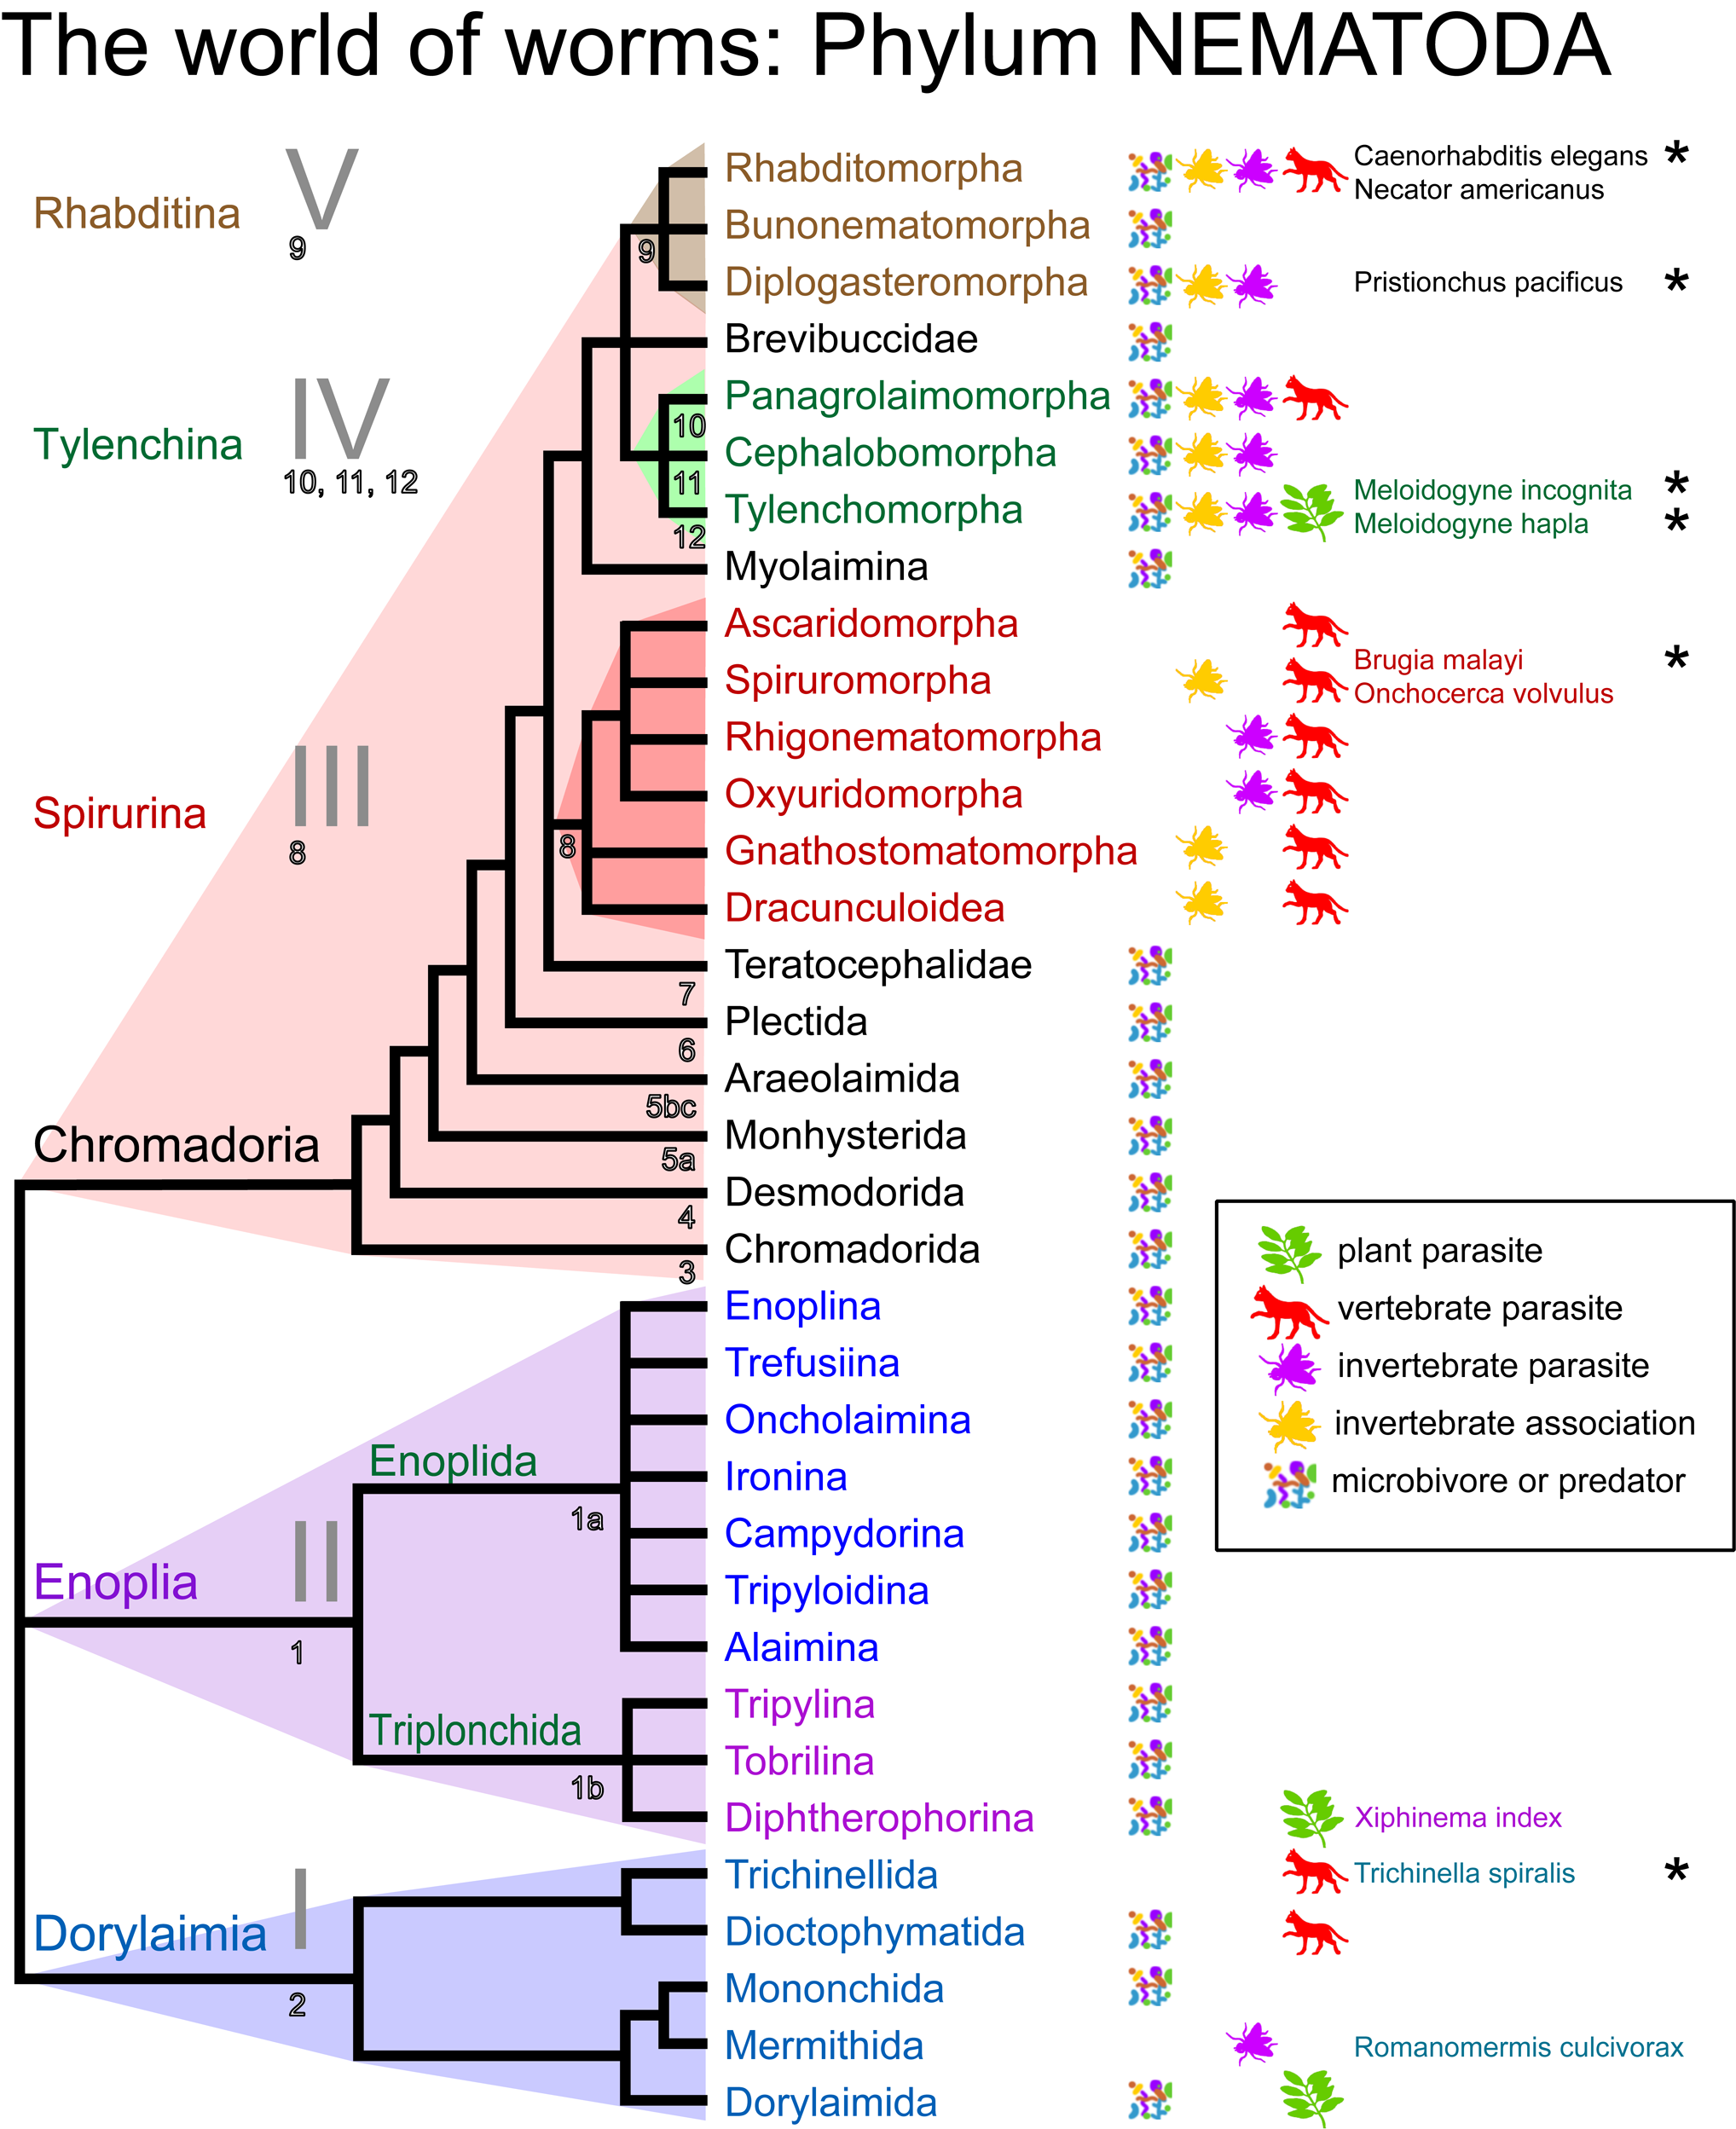 The world of worms: Phylum NEMATODA
Rhabditina
V
9
Tylenchina
IV
10, 11, 12
Spirurina
III
8
Chromadoria
Enoplia
II
1
Enoplida
1a
Triplonchida
1b
Dorylaimia
I
2
9
10
11
12
8
7
6
5bc
5a
4
3
Rhabditomorpha
Caenorhabditis elegans *
Necator americanus
Bunonematomorpha
Diplogasteromorpha
Pristionchus pacificus *
Brevibuccidae
Panagrolaimomorpha
Cephalobomorpha
Tylenchomorpha
Meloidogyne incognita *
Meloidogyne hapla *
Myolaimina
Ascaridomorpha
Spiruromorpha
Brugia malayi *
Onchocerca volvulus
Rhigonematomorpha
Oxyuridomorpha
Gnathostomatomorpha
Dracunculoidea
Teratocephalidae
Plectida
Araeolaimida
Monhysterida
Desmodorida
Chromadorida
Enoplina
Trefusiina
Oncholaimina
Ironina
Campydorina
Tripyloidina
Alaimina
Tripylina
Tobrilina
Diphtherophorina
Xiphinema index
Trichinellida
Trichinella spiralis *
Dioctophymatida
Mononchida
Mermithida
Romanomermis culcivorax
Dorylaimida
plant parasite
vertebrate parasite
invertebrate parasite
invertebrate association
microbivore or predator